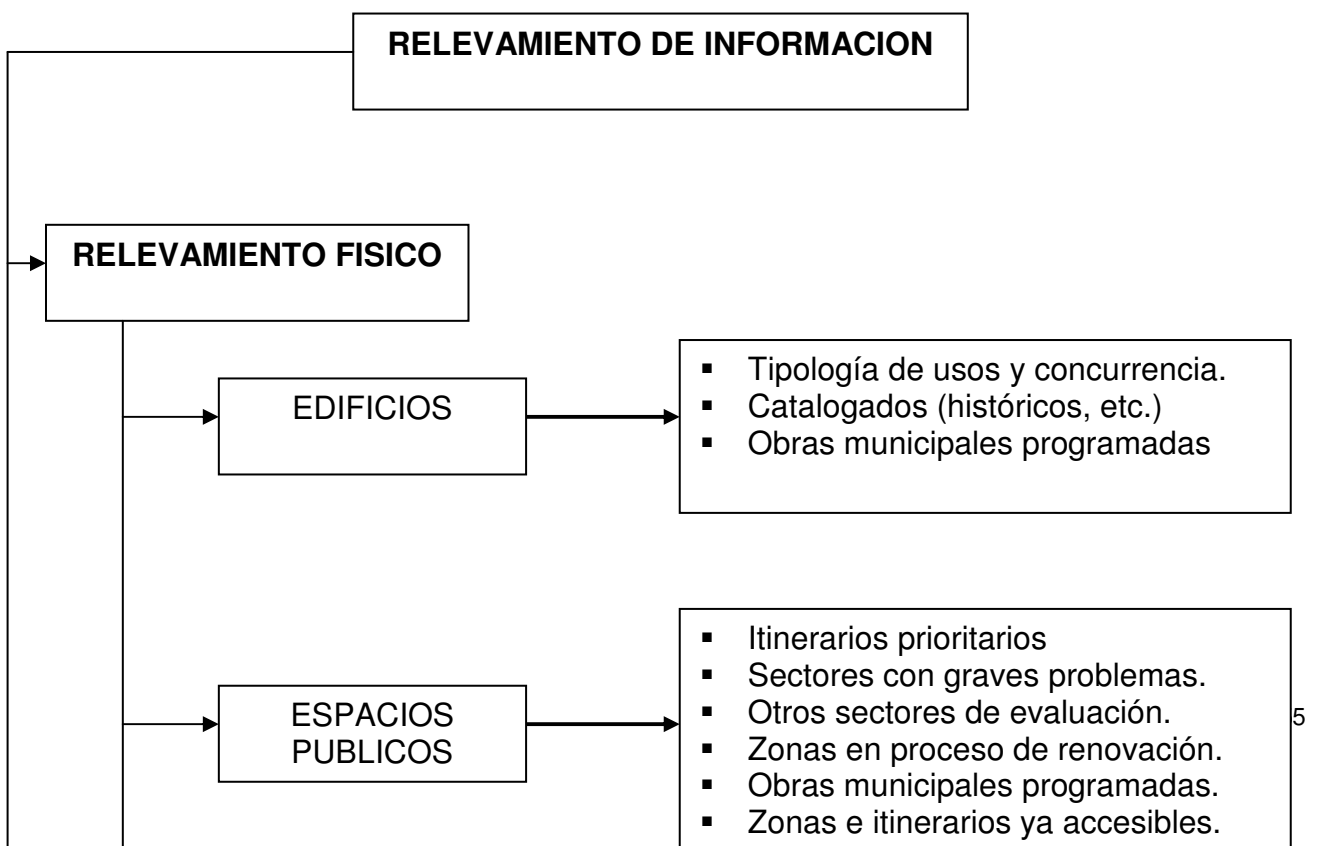 RELEVAMIENTO DE INFORMACION
RELEVAMIENTO FISICO
EDIFICIOS
▪ Tipología de usos y concurrencia.
▪ Catalogados (históricos, etc.)
▪ Obras municipales programadas
ESPACIOS
PUBLICOS
▪ Itinerarios prioritarios
▪ Sectores con graves problemas.
▪ Otros sectores de evaluación.
▪ Zonas en proceso de renovación.
▪ Obras municipales programadas.
▪ Zonas e itinerarios ya accesibles.
5